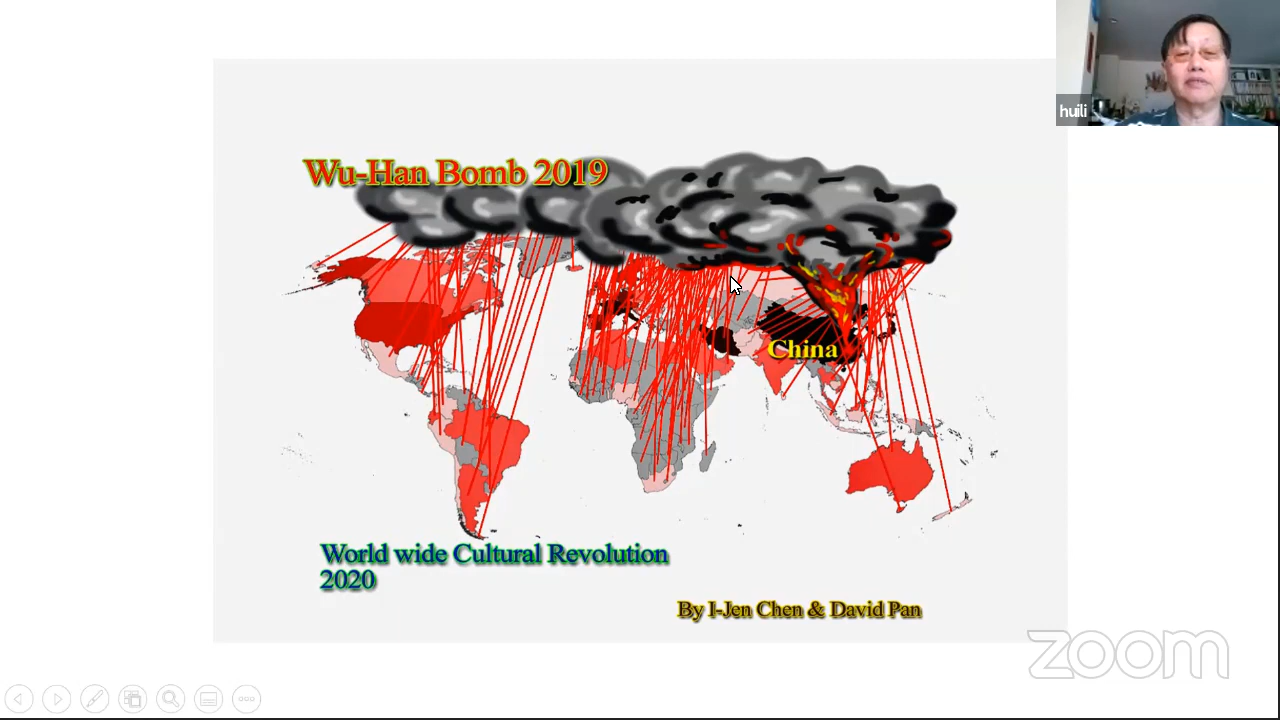 huili
Wu-Han Bomb 2019
China
World wide Cultural Revolution
2020
By I-Jen Chen & David Pan
zoom